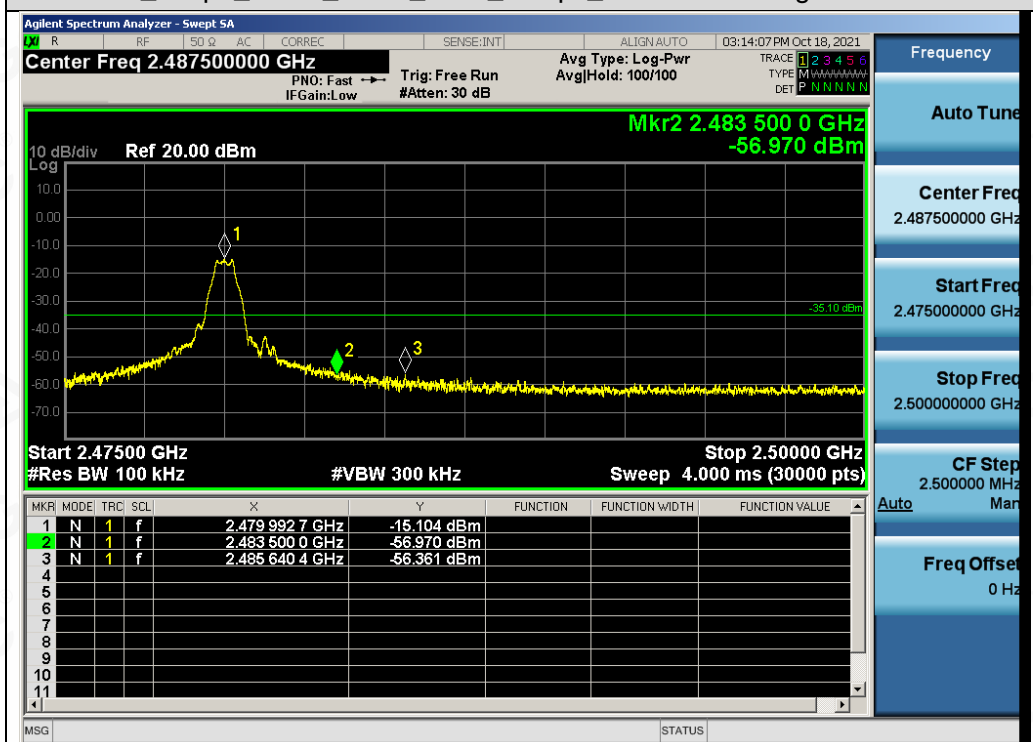 Agilent Spectrum Analyzer - Swept SA
LXI R RF 50 Ω AC CORREC SENSE:INT ALIGN AUTO 03:14:07 PM Oct 18, 2021
Center Freq 2.487500000 GHz
PNO: Fast
IFGain:Low
Trig: Free Run
#Atten: 30 dB
Avg Type: Log-Pwr
Avg|Hold: 100/100
TRACE 1 2 3 4 5 6
TYPE M WWWWW
DET P N N N N N
Mkr2 2.483 500 0 GHz
-56.970 dBm
10 dB/div Ref 20.00 dBm
Log
10.0
0.00
-10.0
-20.0
-30.0
-40.0
-50.0
-60.0
-70.0
1
2
3
-35.10 dBm
Start 2.47500 GHz Stop 2.50000 GHz
#Res BW 100 kHz #VBW 300 kHz Sweep 4.000 ms (30000 pts)
MKR MODE TRC SCL X Y FUNCTION FUNCTION WIDTH FUNCTION VALUE
1 N 1 f 2.479 992 7 GHz -15.104 dBm
2 N 1 f 2.483 500 0 GHz -56.970 dBm
3 N 1 f 2.485 640 4 GHz -56.361 dBm
4
5
6
7
8
9
10
11
MSG STATUS
Frequency
Auto Tune
Center Freq
2.487500000 GHz
Start Freq
2.475000000 GHz
Stop Freq
2.500000000 GHz
CF Step
2.500000 MHz
Auto Man
Freq Offset
0 Hz